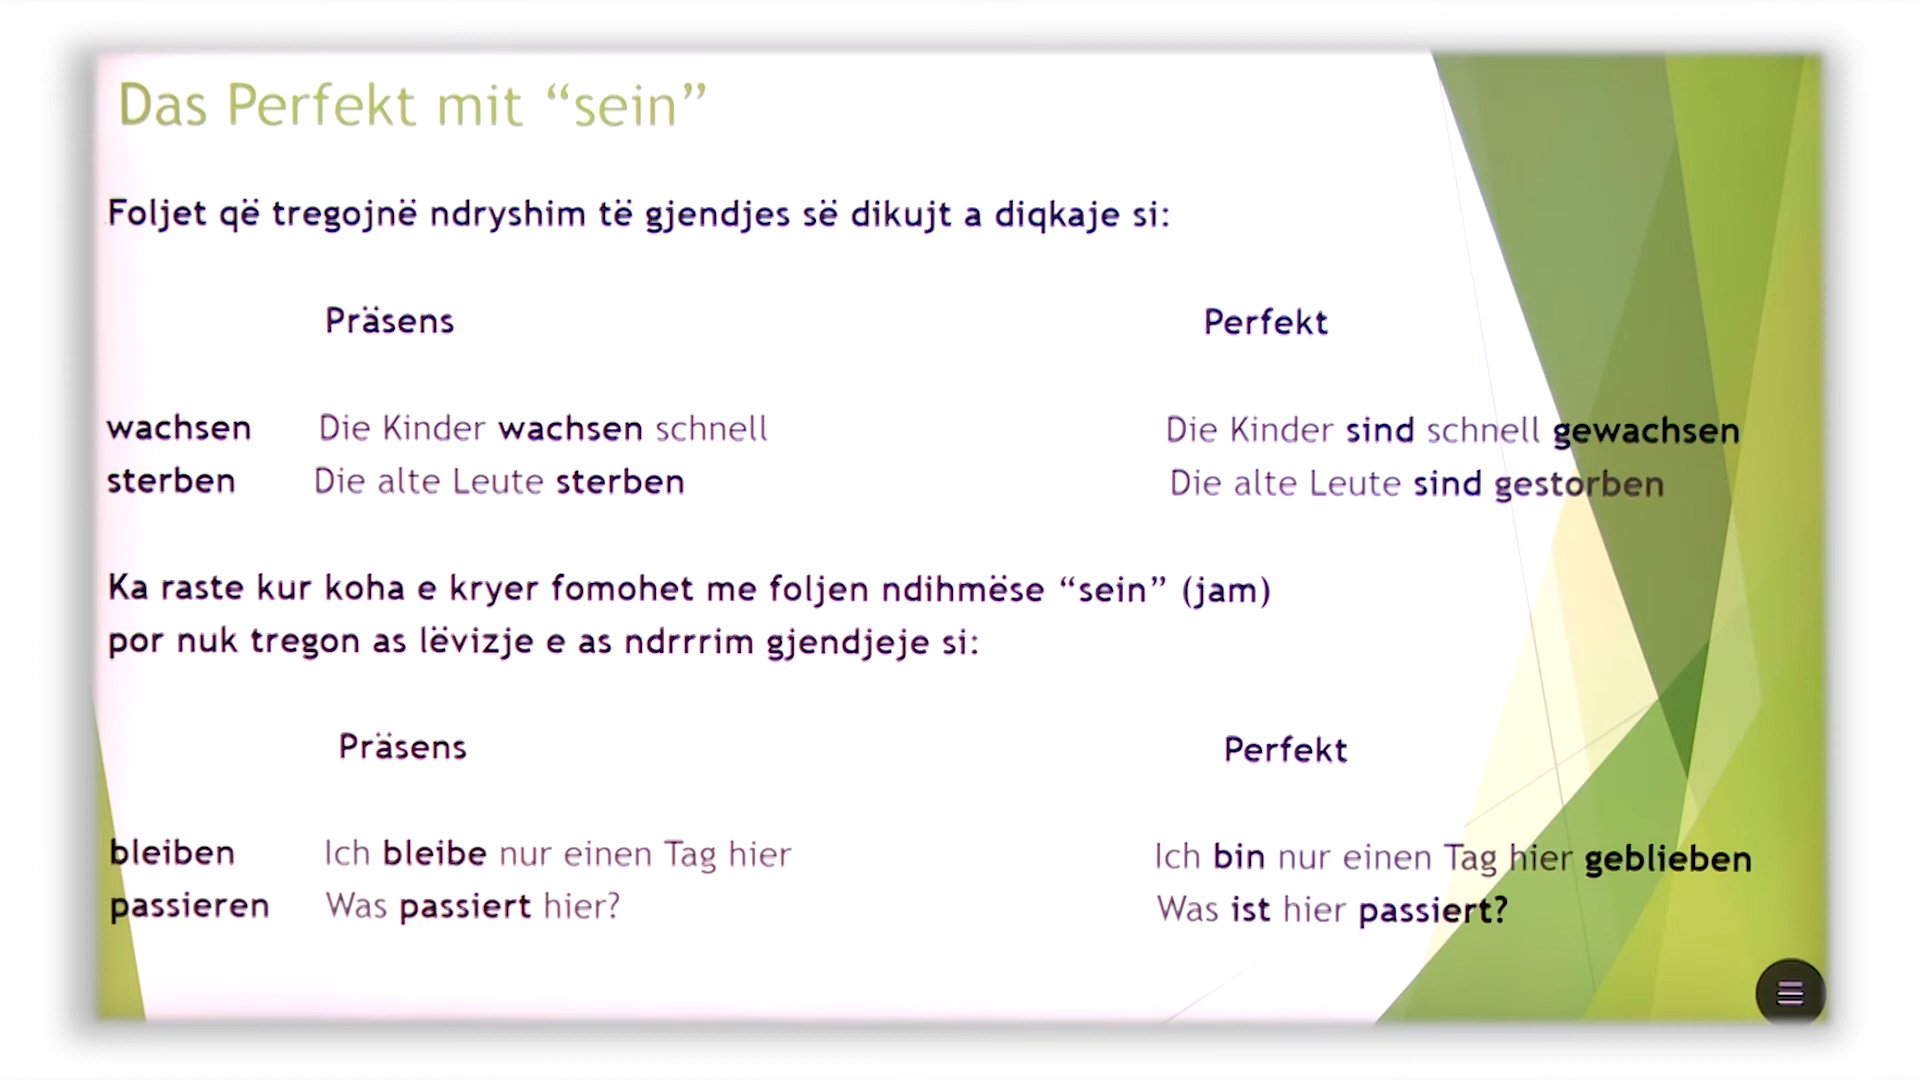 Das Perfekt mit “sein”
Foljet që tregojnë ndryshim të gjendjes së dikujt a diqkaje si:
Präsens Perfekt
wachsen Die Kinder wachsen schnell Die Kinder sind schnell gewachsen
sterben Die alte Leute sterben Die alte Leute sind gestorben
Ka raste kur koha e kryer fomohet me foljen ndihmëse “sein” (jam)
por nuk tregon as lëvizje e as ndrrrim gjendjeje si:
Präsens Perfekt
bleiben Ich bleibe nur einen Tag hier Ich bin nur einen Tag hier geblieben
passieren Was passiert hier? Was ist hier passiert?